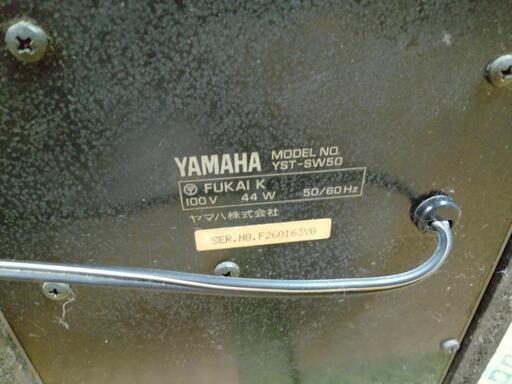 YAMAHA MODEL NO. YST-SW50
〒 FUKAI K
100V 44W 50/60Hz
ヤマハ株式会社
SER.NO.F260163V0